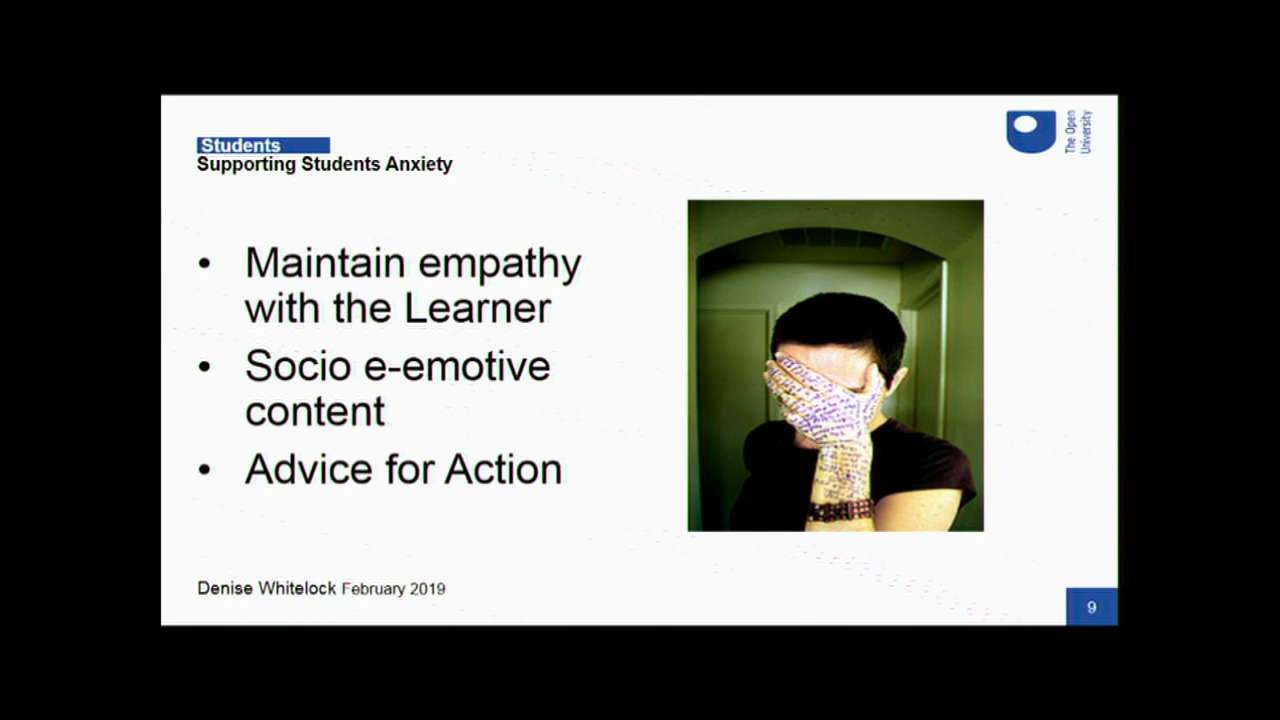 Students
Supporting Students Anxiety
The Open
University
• Maintain empathy
with the Learner
• Socio e-emotive
content
• Advice for Action
Denise Whitelock February 2019
9